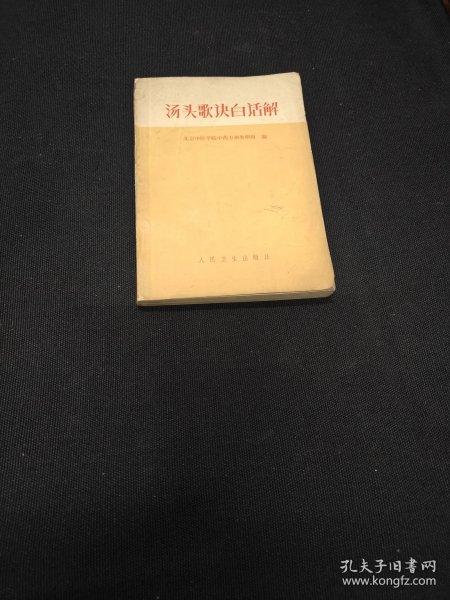 汤头歌诀白话解
北京中医学院中药方剂教研组 编
人民卫生出版社
孔夫子旧书网
www.kongfz.com